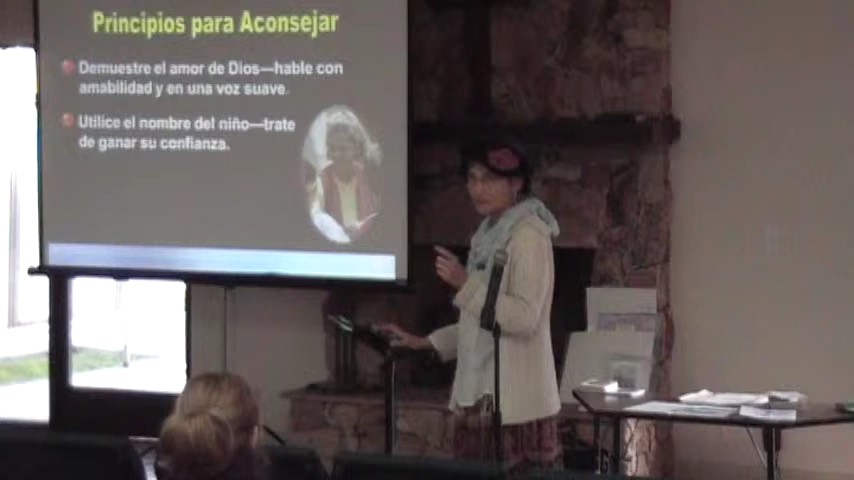 Principios para Aconsejar
Demuestre el amor de Dios—hable con
amabilidad y en una voz suave.
Utilice el nombre del niño—trate
de ganar su confianza.